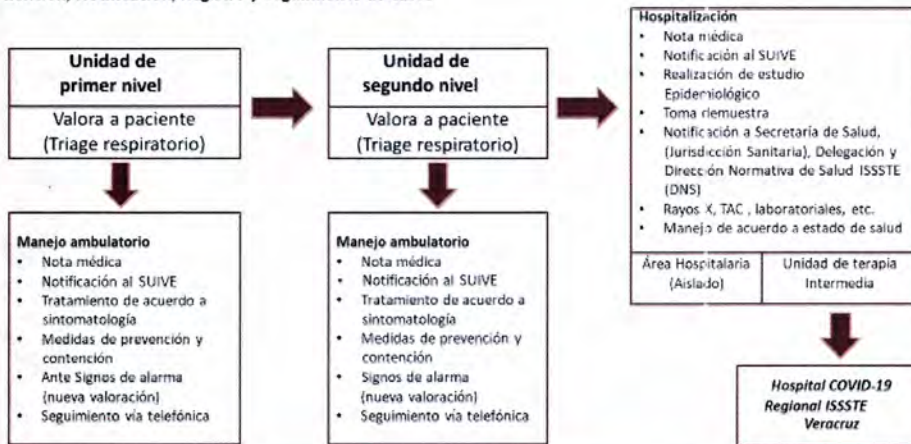 Unidad de
primer nivel
Valora a paciente
(Triage respiratorio)
Manejo ambulatorio
• Nota médica
• Notificación al SUIVE
• Tratamiento de acuerdo a
sintomatología
• Medidas de prevención y
contención
• Ante Signos de alarma
(nueva valoración)
• Seguimiento vía telefónica
Unidad de
segundo nivel
Valora a paciente
(Triage respiratorio)
Manejo ambulatorio
• Nota médica
• Notificación al SUIVE
• Tratamiento de acuerdo a
sintomatología
• Medidas de prevención y
contención
• Signos de alarma
(nueva valoración)
• Seguimiento vía telefónica
Hospitalización
• Nota médica
• Notificación al SUIVE
• Realización de estudio
Epidemiológico
• Toma demuestra
• Notificación a Secretaría de Salud,
(Jurisdicción Sanitaria), Delegación y
Dirección Normativa de Salud ISSSTE
(DNS)
• Rayos X, TAC , laboratoriales, etc.
• Manejo de acuerdo a estado de salud
Área Hospitalaria
(Aislado)
Unidad de terapia
Intermedia
Hospital COVID-19
Regional ISSSTE
Veracruz